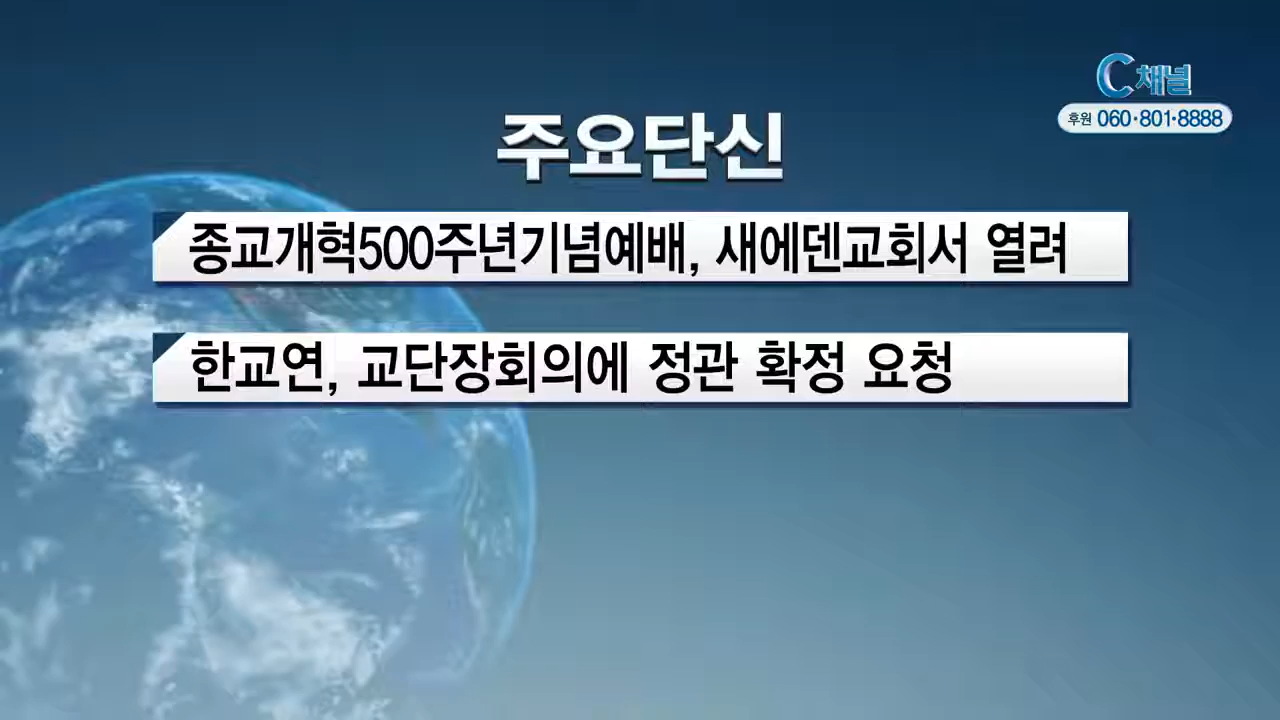 C채널
후원 060·801·8888
주요단신
종교개혁500주년기념예배, 새에덴교회서 열려
한교연, 교단장회의에 정관 확정 요청